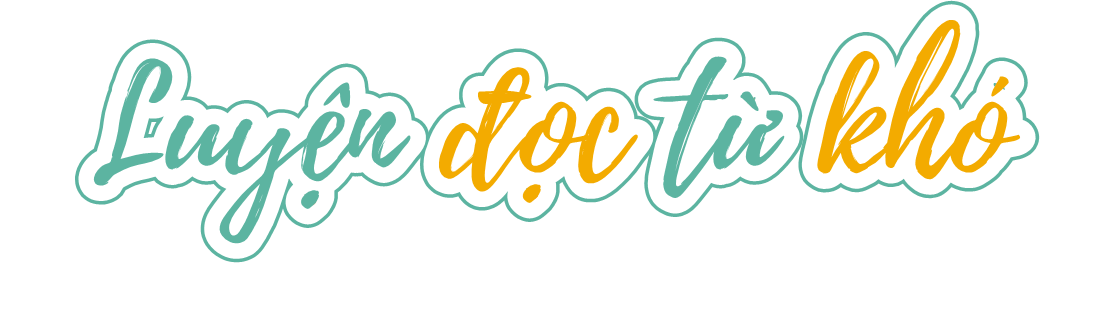 Luyện đọc từ khó